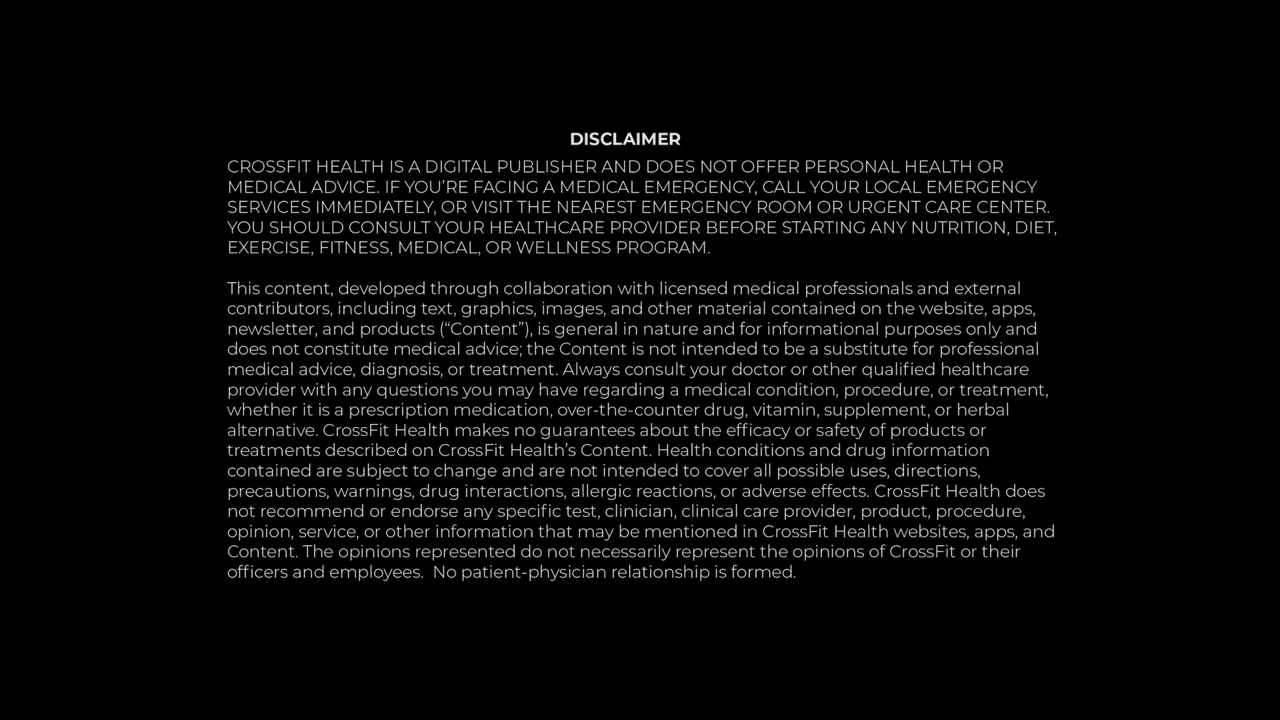 DISCLAIMER
CROSSFIT HEALTH IS A DIGITAL PUBLISHER AND DOES NOT OFFER PERSONAL HEALTH OR
MEDICAL ADVICE. IF YOU’RE FACING A MEDICAL EMERGENCY, CALL YOUR LOCAL EMERGENCY
SERVICES IMMEDIATELY, OR VISIT THE NEAREST EMERGENCY ROOM OR URGENT CARE CENTER.
YOU SHOULD CONSULT YOUR HEALTHCARE PROVIDER BEFORE STARTING ANY NUTRITION, DIET,
EXERCISE, FITNESS, MEDICAL, OR WELLNESS PROGRAM.
This content, developed through collaboration with licensed medical professionals and external
contributors, including text, graphics, images, and other material contained on the website, apps,
newsletter, and products (“Content”), is general in nature and for informational purposes only and
does not constitute medical advice; the Content is not intended to be a substitute for professional
medical advice, diagnosis, or treatment. Always consult your doctor or other qualified healthcare
provider with any questions you may have regarding a medical condition, procedure, or treatment,
whether it is a prescription medication, over-the-counter drug, vitamin, supplement, or herbal
alternative. CrossFit Health makes no guarantees about the efficacy or safety of products or
treatments described on CrossFit Health’s Content. Health conditions and drug information
contained are subject to change and are not intended to cover all possible uses, directions,
precautions, warnings, drug interactions, allergic reactions, or adverse effects. CrossFit Health does
not recommend or endorse any specific test, clinician, clinical care provider, product, procedure,
opinion, service, or other information that may be mentioned in CrossFit Health websites, apps, and
Content. The opinions represented do not necessarily represent the opinions of CrossFit or their
officers and employees.  No patient-physician relationship is formed.